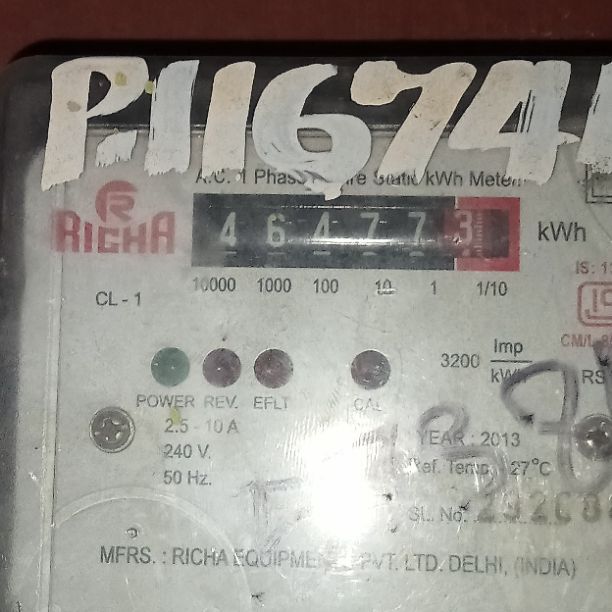 P.116741
A.C. 1 Phase Wire Static kWh Meter
R
RICHA
4 6 4 7 7 3
kWh
10000 1000 100 10 1 1/10
CL - 1
3200 Imp
POWER REV. EFLT CAL
2.5 - 10 A
240 V.
50 Hz.
YEAR : 2013
Ref. Temp. 27°C
SL. No.
MFRS. : RICHA EQUIPMENT PVT. LTD. DELHI, (INDIA)